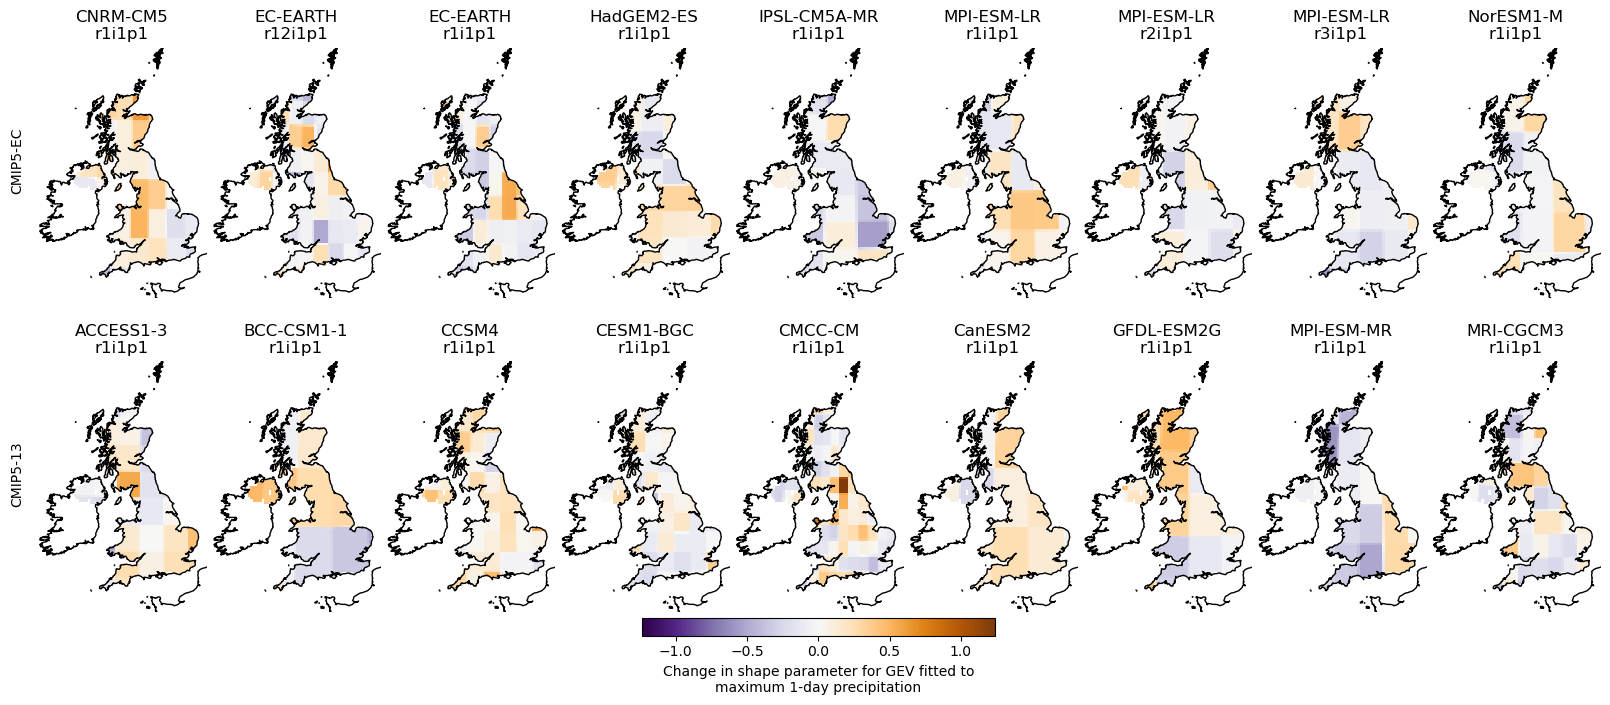 CNRM-CM5 EC-EARTH EC-EARTH HadGEM2-ES IPSL-CM5A-MR MPI-ESM-LR MPI-ESM-LR MPI-ESM-LR NorESM1-M
r1i1p1 r12i1p1 r1i1p1 r1i1p1 r1i1p1 r1i1p1 r2i1p1 r3i1p1 r1i1p1
CMIP5-EC
ACCESS1-3 BCC-CSM1-1 CCSM4 CESM1-BGC CMCC-CM CanESM2 GFDL-ESM2G MPI-ESM-MR MRI-CGCM3
r1i1p1 r1i1p1 r1i1p1 r1i1p1 r1i1p1 r1i1p1 r1i1p1 r1i1p1 r1i1p1
CMIP5-13
−1.0 −0.5 0.0 0.5 1.0
Change in shape parameter for GEV fitted to
maximum 1-day precipitation